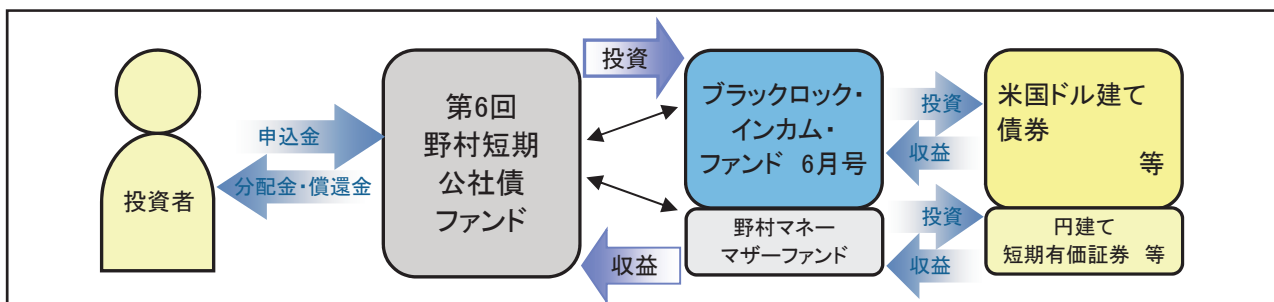 投資者
申込金
分配金・償還金
第6回
野村短期
公社債
ファンド
投資
収益
ブラックロック・
インカム・
ファンド 6月号
野村マネー
マザーファンド
投資
収益
投資
収益
米国ドル建て
債券
等
円建て
短期有価証券 等